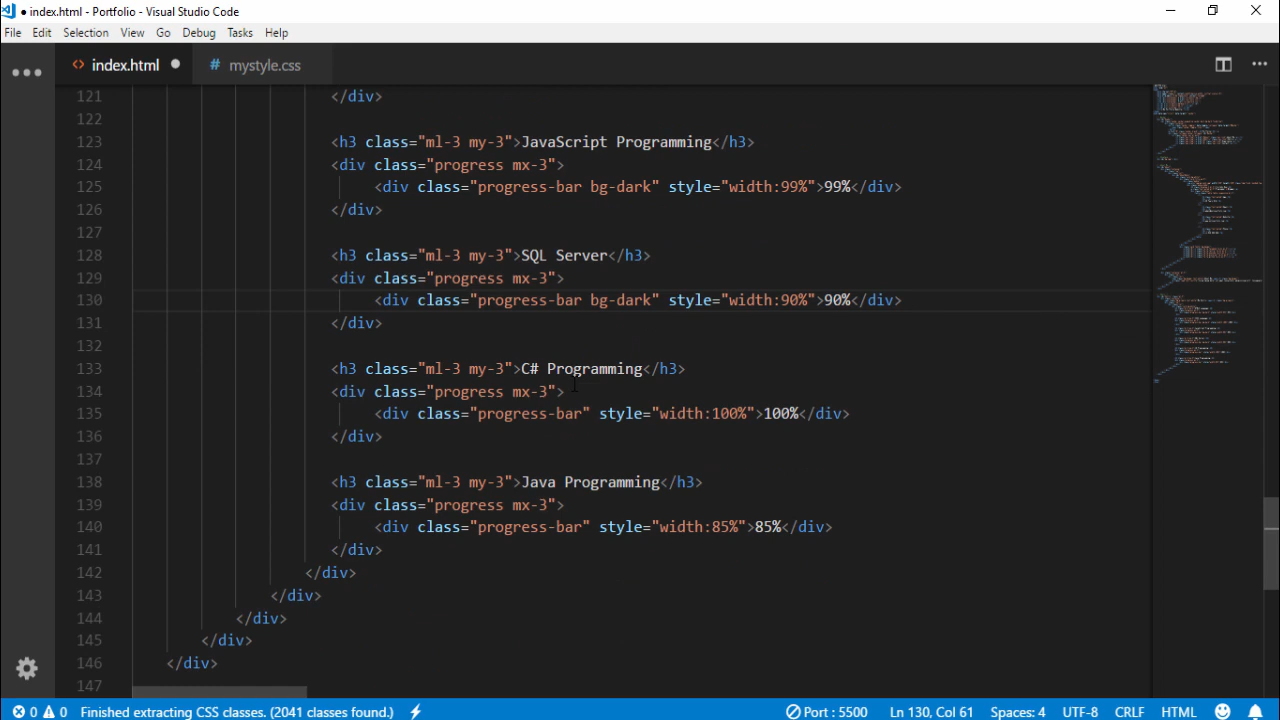 ● index.html - Portfolio - Visual Studio Code
File Edit Selection View Go Debug Tasks Help
<> index.html ● # mystyle.css
121 </div>
122
123 <h3 class="ml-3 my-3">JavaScript Programming</h3>
124 <div class="progress mx-3">
125 <div class="progress-bar bg-dark" style="width:99%">99%</div>
126 </div>
127
128 <h3 class="ml-3 my-3">SQL Server</h3>
129 <div class="progress mx-3">
130 <div class="progress-bar bg-dark" style="width:90%">90%</div>
131 </div>
132
133 <h3 class="ml-3 my-3">C# Programming</h3>
134 <div class="progress mx-3">
135 <div class="progress-bar" style="width:100%">100%</div>
136 </div>
137
138 <h3 class="ml-3 my-3">Java Programming</h3>
139 <div class="progress mx-3">
140 <div class="progress-bar" style="width:85%">85%</div>
141 </div>
142 </div>
143 </div>
144 </div>
145 </div>
146 </div>
147
0 0 Finished extracting CSS classes. (2041 classes found.) Port : 5500 Ln 130, Col 61 Spaces: 4 UTF-8 CRLF HTML